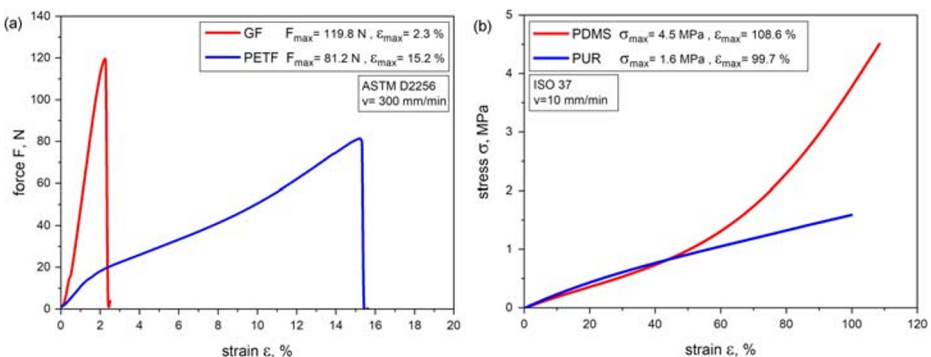 (a)
GF F_max= 119.8 N , ε_max= 2.3 %
PETF F_max= 81.2 N , ε_max= 15.2 %
ASTM D2256
v= 300 mm/min
140
120
100
80
60
40
20
0
force F, N
0 2 4 6 8 10 12 14 16 18 20
strain ε, %
(b)
PDMS σ_max= 4.5 MPa , ε_max= 108.6 %
PUR σ_max= 1.6 MPa , ε_max= 99.7 %
ISO 37
v=10 mm/min
5
4
3
2
1
0
stress σ, MPa
0 20 40 60 80 100 120
strain ε, %